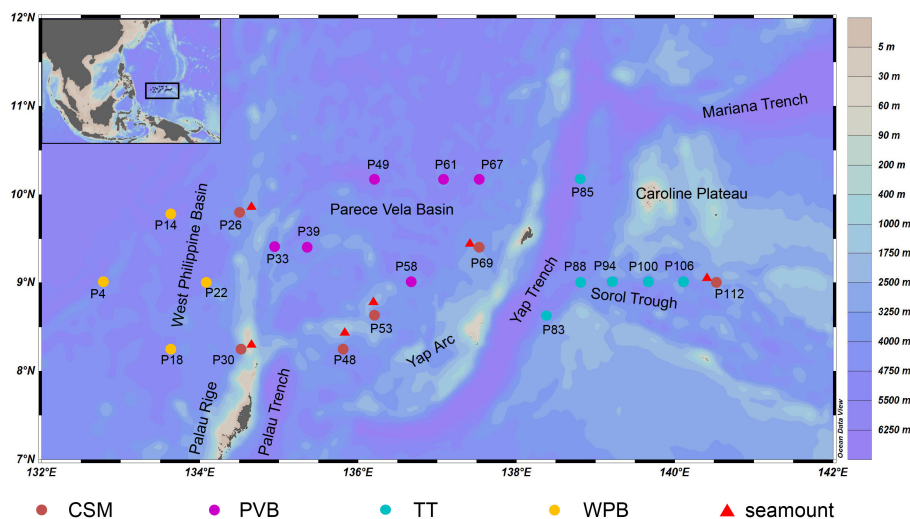 12°N
11°N
10°N
9°N
8°N
7°N
132°E
134°E
136°E
138°E
140°E
142°E
Mariana Trench
Caroline Plateau
Parece Vela Basin
West Philippine Basin
Yap Trench
Sorol Trough
Yap Arc
Palau Rige
Palau Trench
P49
P61
P67
P85
P14
P26
P33
P39
P69
P4
P22
P58
P88
P94
P100
P106
P112
P53
P83
P18
P30
P48
5 m
30 m
60 m
90 m
200 m
400 m
1000 m
1750 m
2500 m
3250 m
4000 m
4750 m
5500 m
6250 m
Ocean Data View
CSM
PVB
TT
WPB
seamount